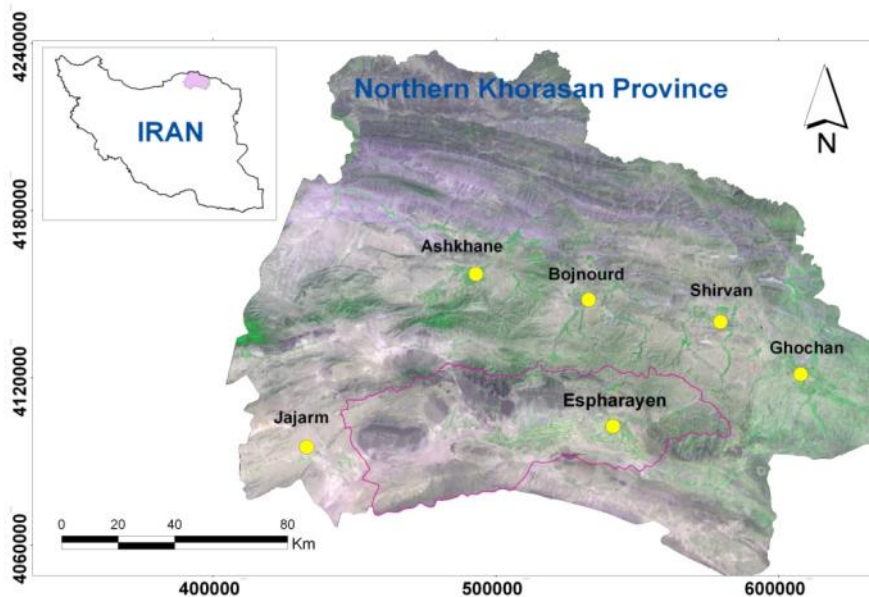 4240000
Northern Khorasan Province
IRAN
N
4180000
Ashkhane
Bojnourd
Shirvan
Ghochan
4120000
Espharayen
Jajarm
0 20 40 80
Km
4060000
400000 500000 600000